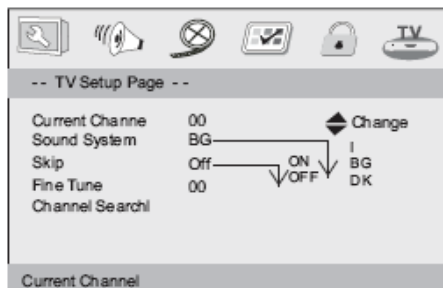 TV
-- TV Setup Page --
Current Channe 00 Change
Sound System BG I
Skip Off ON BG
OFF DK
Fine Tune 00
Channel Searchl
Current Channel